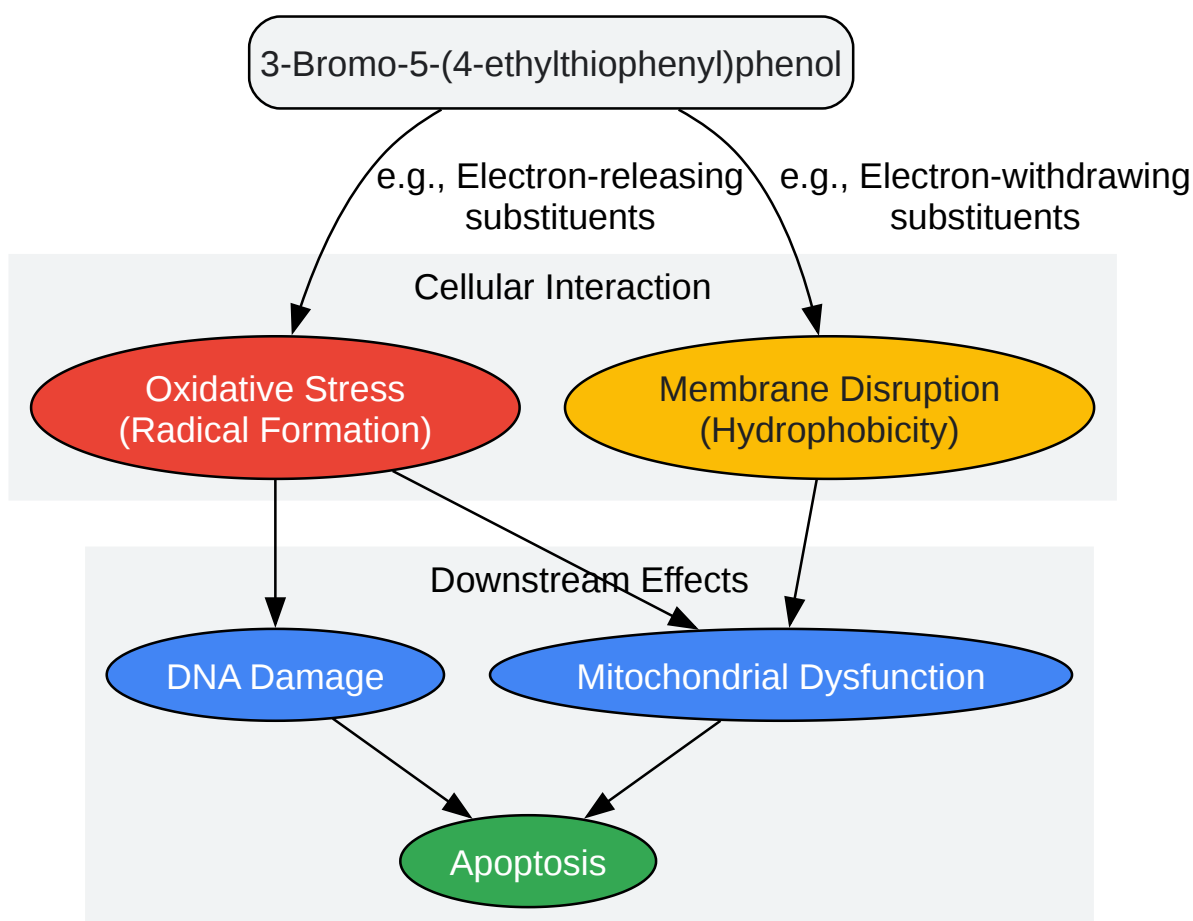 3-Bromo-5-(4-ethylthiophenyl)phenol
e.g., Electron-releasing
substituents
e.g., Electron-withdrawing
substituents
Cellular Interaction
Oxidative Stress
(Radical Formation)
Membrane Disruption
(Hydrophobicity)
Downstream Effects
DNA Damage
Mitochondrial Dysfunction
Apoptosis